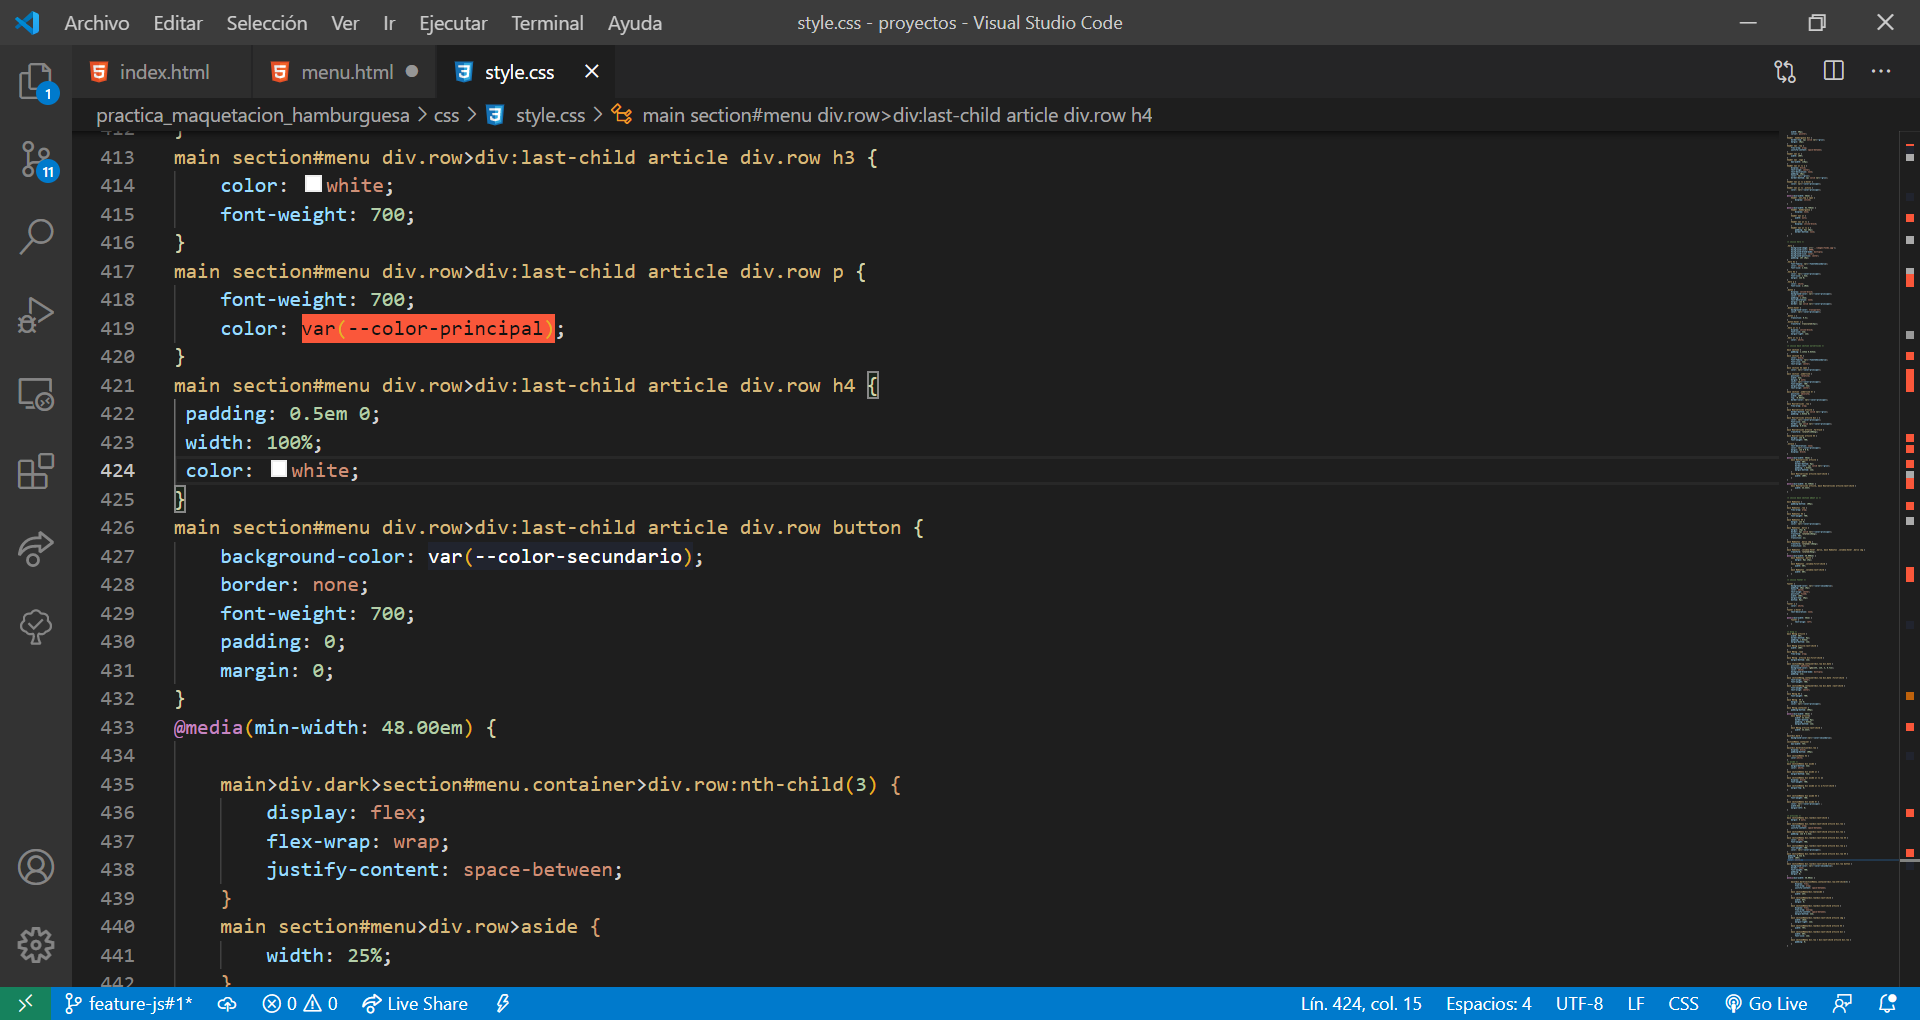 Archivo Editar Selección Ver Ir Ejecutar Terminal Ayuda style.css - proyectos - Visual Studio Code
index.html menu.html style.css
practica_maquetacion_hamburguesa > css > style.css > main section#menu div.row>div:last-child article div.row h4
1
11
412 }
413 main section#menu div.row>div:last-child article div.row h3 {
414 color: white;
415 font-weight: 700;
416 }
417 main section#menu div.row>div:last-child article div.row p {
418 font-weight: 700;
419 color: var(--color-principal);
420 }
421 main section#menu div.row>div:last-child article div.row h4 {
422 padding: 0.5em 0;
423 width: 100%;
424 color: white;
425 }
426 main section#menu div.row>div:last-child article div.row button {
427 background-color: var(--color-secundario);
428 border: none;
429 font-weight: 700;
430 padding: 0;
431 margin: 0;
432 }
433 @media(min-width: 48.00em) {
434
435 main>div.dark>section#menu.container>div.row:nth-child(3) {
436 display: flex;
437 flex-wrap: wrap;
438 justify-content: space-between;
439 }
440 main section#menu>div.row>aside {
441 width: 25%;
442 }
feature-js#1* 0 0 Live Share Lín. 424, col. 15 Espacios: 4 UTF-8 LF CSS Go Live